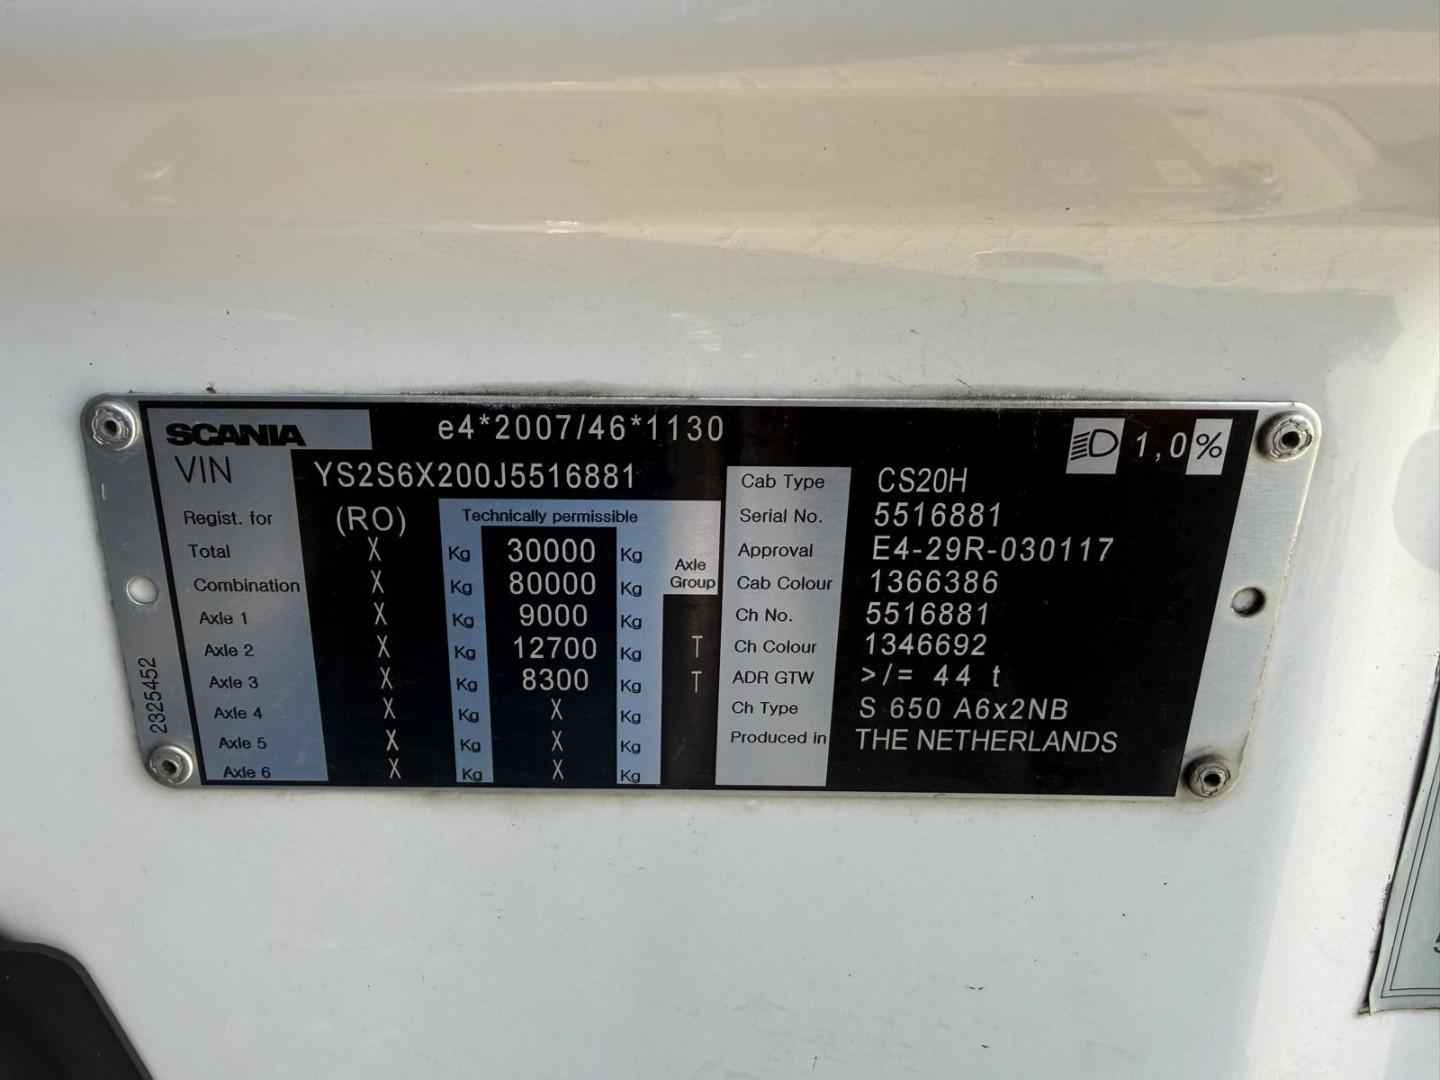 SCANIA e4*2007/46*1130 1,0%
VIN YS2S6X200J5516881
Regist. for (RO) Technically permissible
Total X Kg 30000 Kg Axle Group
Combination X Kg 80000 Kg
Axle 1 X Kg 9000 Kg
Axle 2 X Kg 12700 Kg T
Axle 3 X Kg 8300 Kg T
Axle 4 X Kg X Kg
Axle 5 X Kg X Kg
Axle 6 X Kg X Kg
Cab Type CS20H
Serial No. 5516881
Approval E4-29R-030117
Cab Colour 1366386
Ch No. 5516881
Ch Colour 1346692
ADR GTW >/= 44 t
Ch Type S 650 A6x2NB
Produced in THE NETHERLANDS
2325452